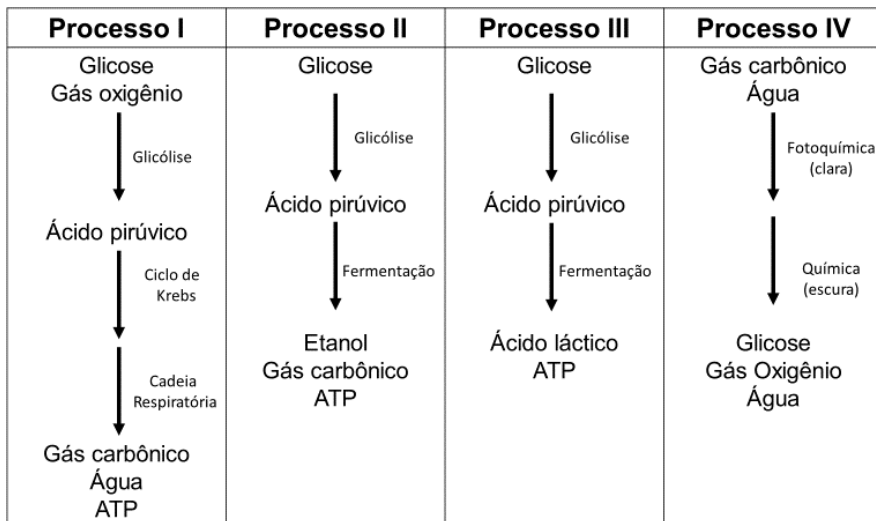 Processo I
Glicose
Gás oxigênio
Glicólise
Ácido pirúvico
Ciclo de
Krebs
Cadeia
Respiratória
Gás carbônico
Água
ATP
Processo II
Glicose
Glicólise
Ácido pirúvico
Fermentação
Etanol
Gás carbônico
ATP
Processo III
Glicose
Glicólise
Ácido pirúvico
Fermentação
Ácido láctico
ATP
Processo IV
Gás carbônico
Água
Fotoquímica
(clara)
Química
(escura)
Glicose
Gás Oxigênio
Água